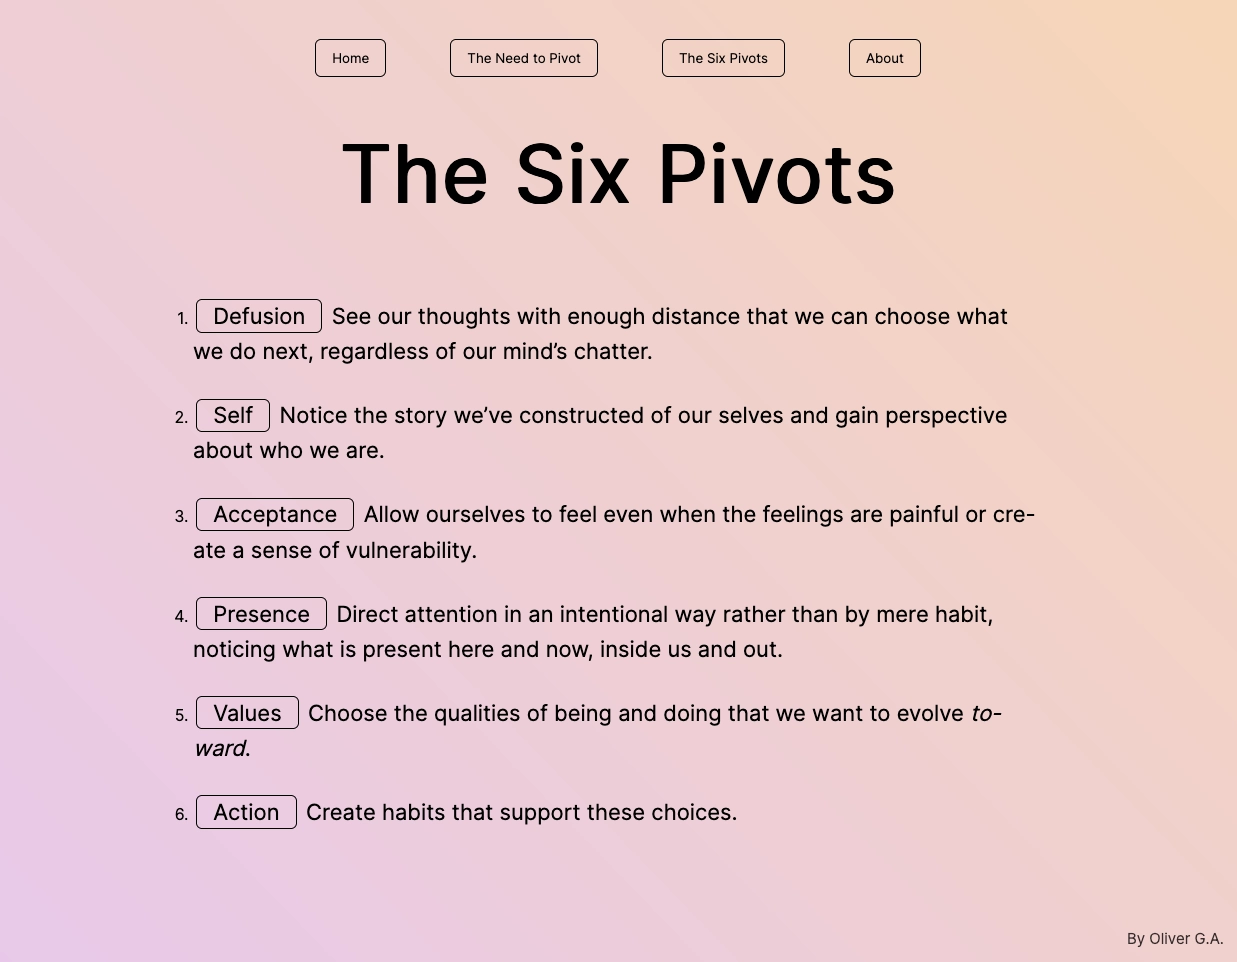 Home The Need to Pivot The Six Pivots About
The Six Pivots
1. Defusion See our thoughts with enough distance that we can choose what
we do next, regardless of our mind’s chatter.
2. Self Notice the story we’ve constructed of our selves and gain perspective
about who we are.
3. Acceptance Allow ourselves to feel even when the feelings are painful or cre-
ate a sense of vulnerability.
4. Presence Direct attention in an intentional way rather than by mere habit,
noticing what is present here and now, inside us and out.
5. Values Choose the qualities of being and doing that we want to evolve to-
ward.
6. Action Create habits that support these choices.
By Oliver G.A.